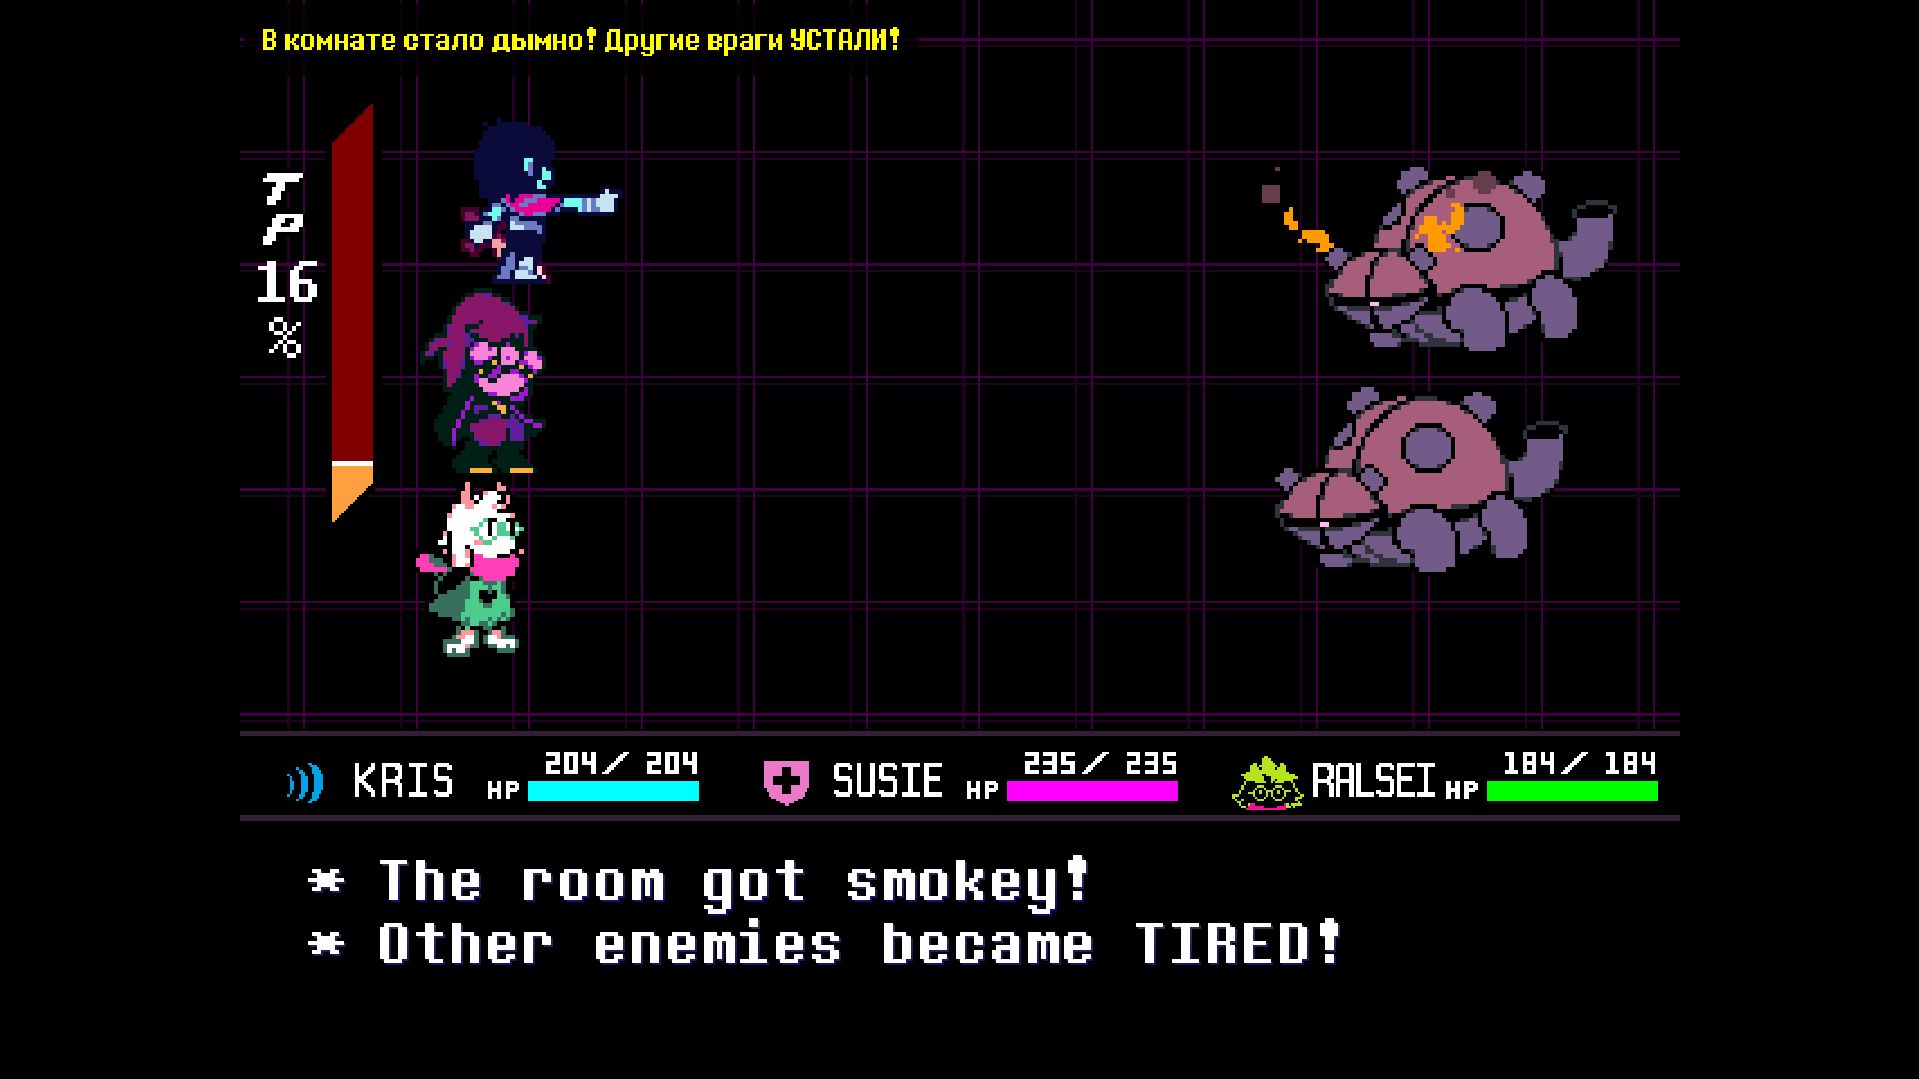 В комнате стало дымно! Другие враги УСТАЛИ!
TP
16
%
KRIS HP 204/ 204 SUSIE HP 235/ 235 RALSEI HP 184/ 184
* The room got smokey!
* Other enemies became TIRED!